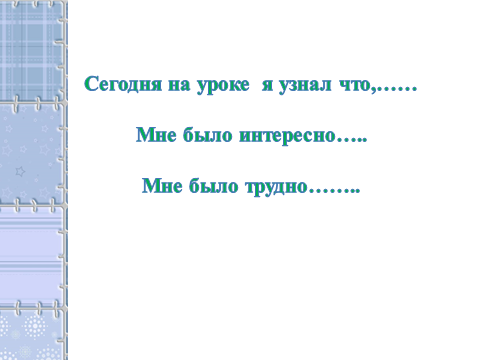 Сегодня на уроке  я узнал что,......
Мне было интересно.....
Мне было трудно........